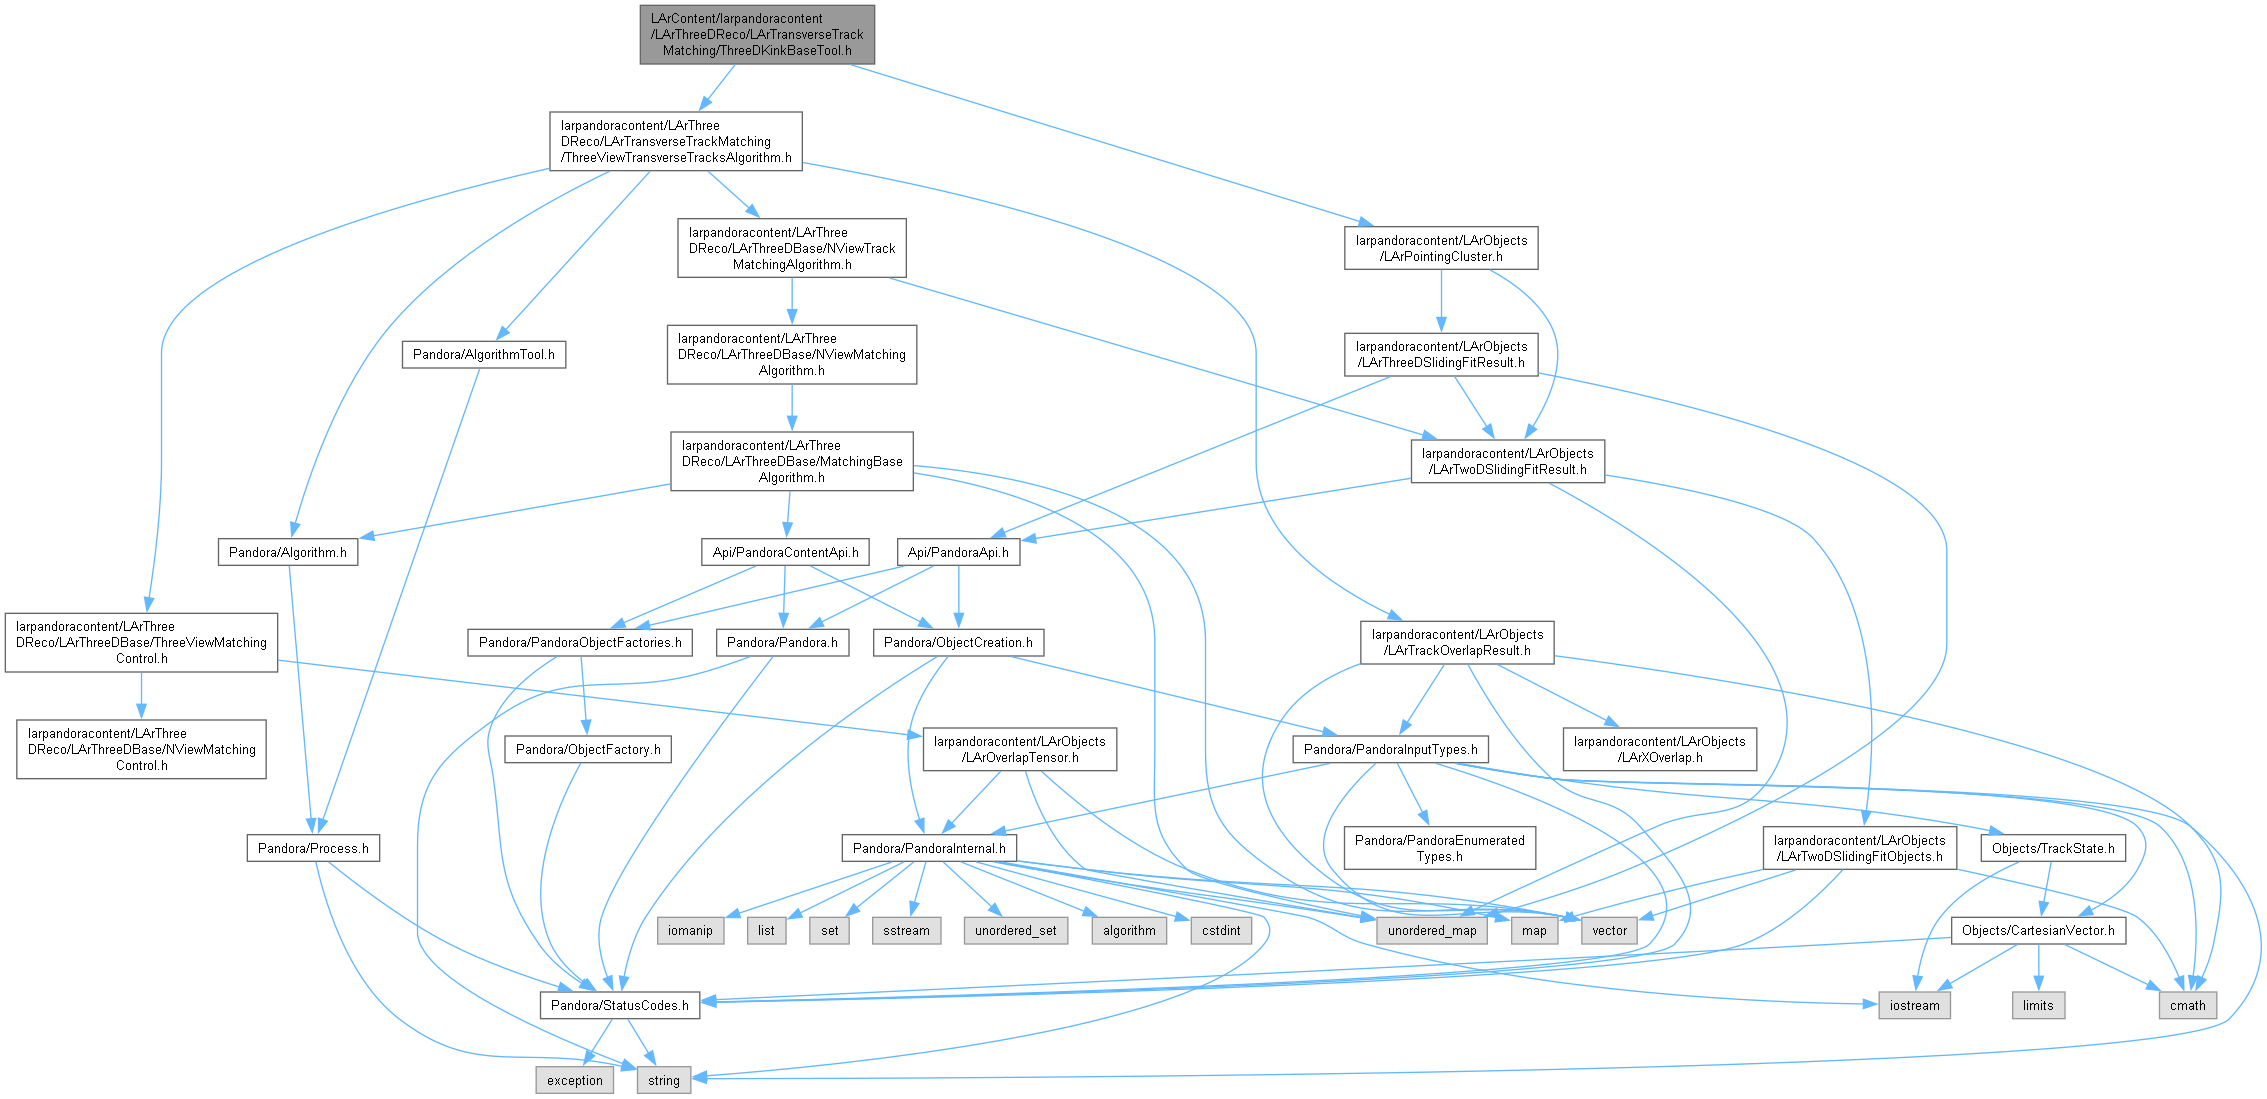 LArContent/larpandoracontent
/LArThreeDReco/LArTransverseTrack
Matching/ThreeDKinkBaseTool.h
larpandoracontent/LArThree
DReco/LArTransverseTrackMatching
/ThreeViewTransverseTracksAlgorithm.h
larpandoracontent/LArThree
DReco/LArThreeDBase/NViewTrack
MatchingAlgorithm.h
larpandoracontent/LArObjects
/LArPointingCluster.h
Pandora/AlgorithmTool.h
larpandoracontent/LArThree
DReco/LArThreeDBase/NViewMatching
Algorithm.h
larpandoracontent/LArObjects
/LArThreeDSlidingFitResult.h
larpandoracontent/LArThree
DReco/LArThreeDBase/MatchingBase
Algorithm.h
larpandoracontent/LArObjects
/LArTwoDSlidingFitResult.h
Pandora/Algorithm.h
Api/PandoraContentApi.h
Api/PandoraApi.h
larpandoracontent/LArThree
DReco/LArThreeDBase/ThreeViewMatching
Control.h
Pandora/PandoraObjectFactories.h
Pandora/Pandora.h
Pandora/ObjectCreation.h
larpandoracontent/LArObjects
/LArTrackOverlapResult.h
larpandoracontent/LArThree
DReco/LArThreeDBase/NViewMatching
Control.h
Pandora/ObjectFactory.h
larpandoracontent/LArObjects
/LArOverlapTensor.h
Pandora/PandoraInputTypes.h
larpandoracontent/LArObjects
/LArXOverlap.h
Pandora/Process.h
Pandora/PandoraInternal.h
Pandora/PandoraEnumerated
Types.h
larpandoracontent/LArObjects
/LArTwoDSlidingFitObjects.h
Objects/TrackState.h
iomanip
list
set
sstream
unordered_set
algorithm
cstdint
unordered_map
map
vector
Objects/CartesianVector.h
Pandora/StatusCodes.h
iostream
limits
cmath
exception
string